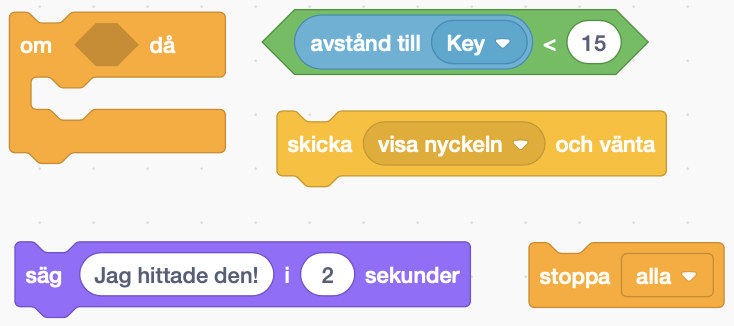 om då
avstånd till Key < 15
skicka visa nyckeln och vänta
säg Jag hittade den! i 2 sekunder
stoppa alla